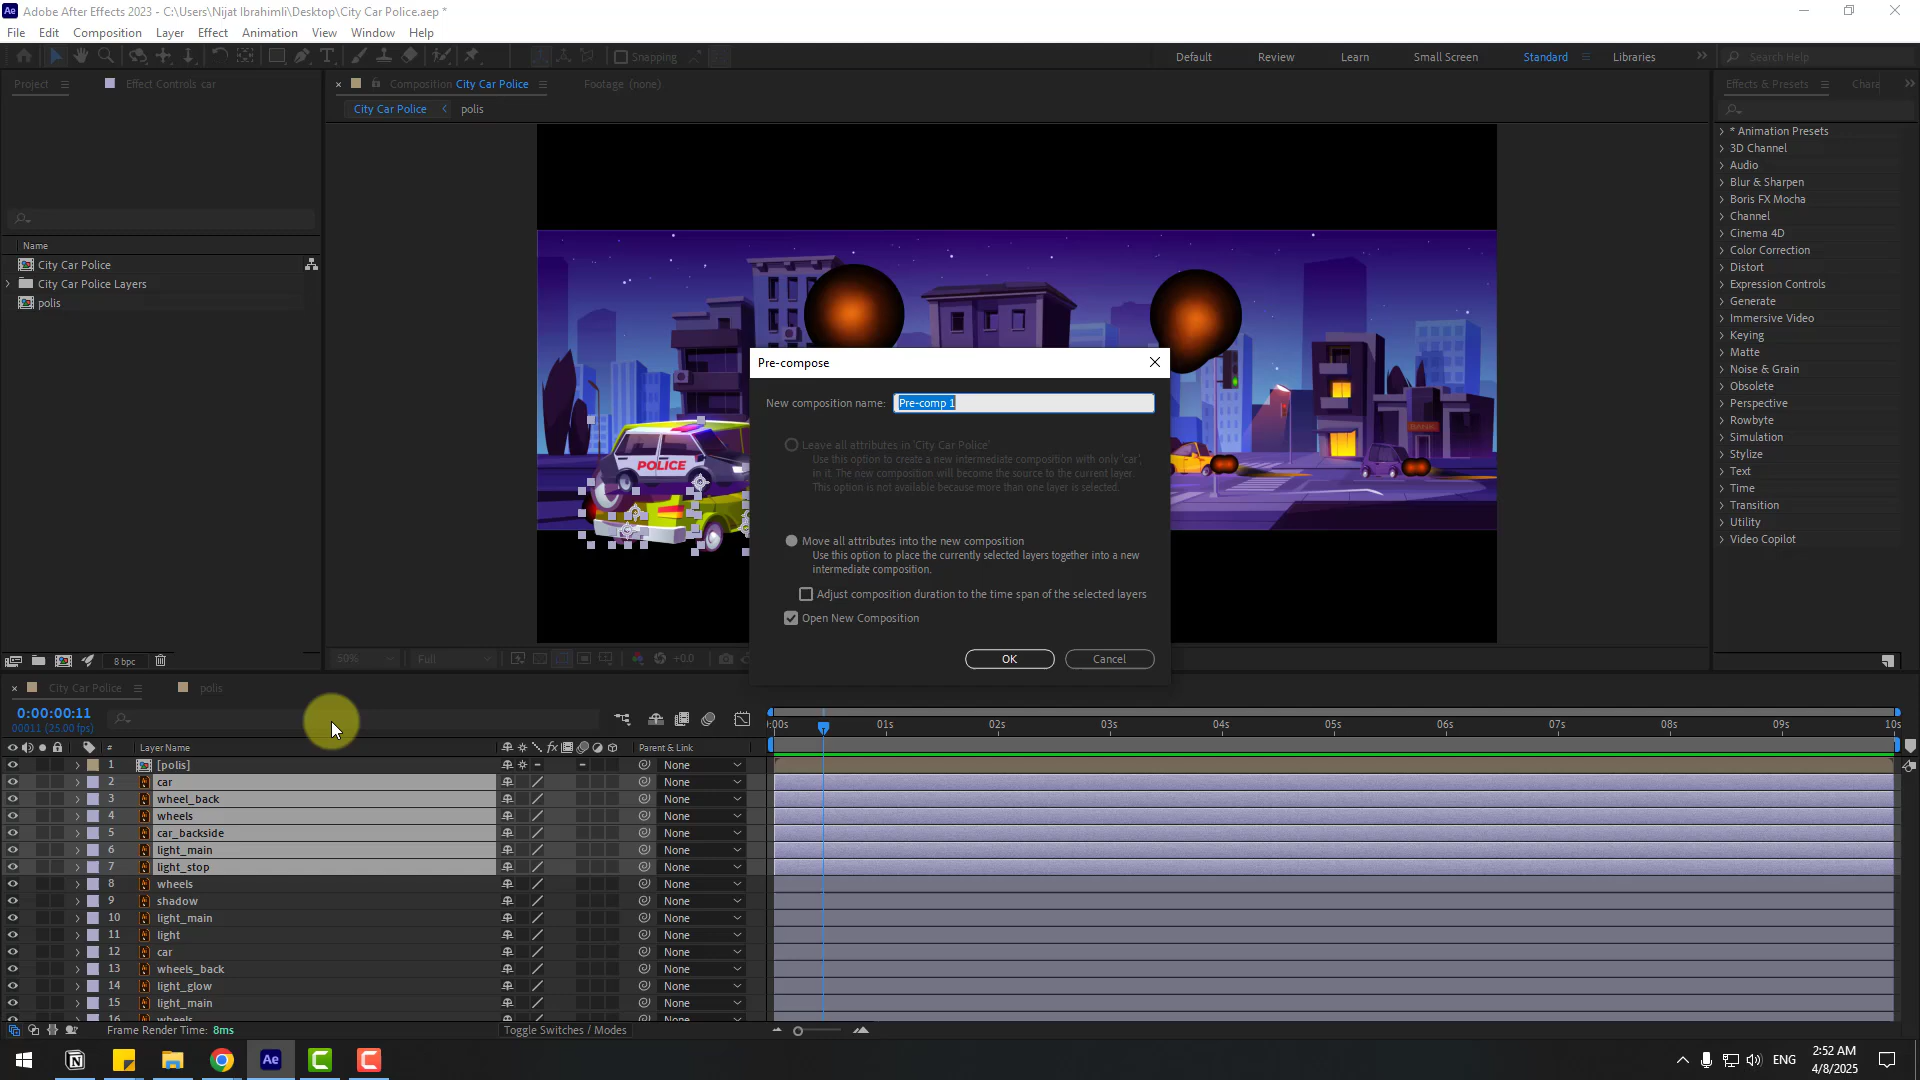 Adobe After Effects 2023 - C:\Users\Nijat Ibrahimli\Desktop\City Car Police.aep *
File Edit Composition Layer Effect Animation View Window Help
Snapping Default Review Learn Small Screen Standard Libraries Search Help
Project Effect Controls car Composition City Car Police Footage (none) Effects & Presets
City Car Police polis
Name
City Car Police
City Car Police Layers
polis
* Animation Presets
3D Channel
Audio
Blur & Sharpen
Boris FX Mocha
Channel
Cinema 4D
Color Correction
Distort
Expression Controls
Generate
Immersive Video
Keying
Matte
Noise & Grain
Obsolete
Perspective
Rowbyte
Simulation
Stylize
Text
Time
Transition
Utility
Video Copilot
POLICE
BANK
Pre-compose
New composition name: Pre-comp 1
Leave all attributes in 'City Car Police'
Use this option to create a new intermediate composition with only 'car',
in it. The new composition will become the source to the current layer.
This option is not available because more than one layer is selected.
Move all attributes into the new composition
Use this option to place the currently selected layers together into a new
intermediate composition.
Adjust composition duration to the time span of the selected layers
Open New Composition
OK Cancel
8 bpc 50% Full +0.0
City Car Police polis
0:00:00:11
00011 (25.00 fps)
:00s 01s 02s 03s 04s 05s 06s 07s 08s 09s 10s
# Layer Name fx Parent & Link
1 [polis] None
2 car None
3 wheel_back None
4 wheels None
5 car_backside None
6 light_main None
7 light_stop None
8 wheels None
9 shadow None
10 light_main None
11 light None
12 car None
13 wheels_back None
14 light_glow None
15 light_main None
16 wheels
Frame Render Time: 8ms Toggle Switches / Modes
ENG 2:52 AM
4/8/2025